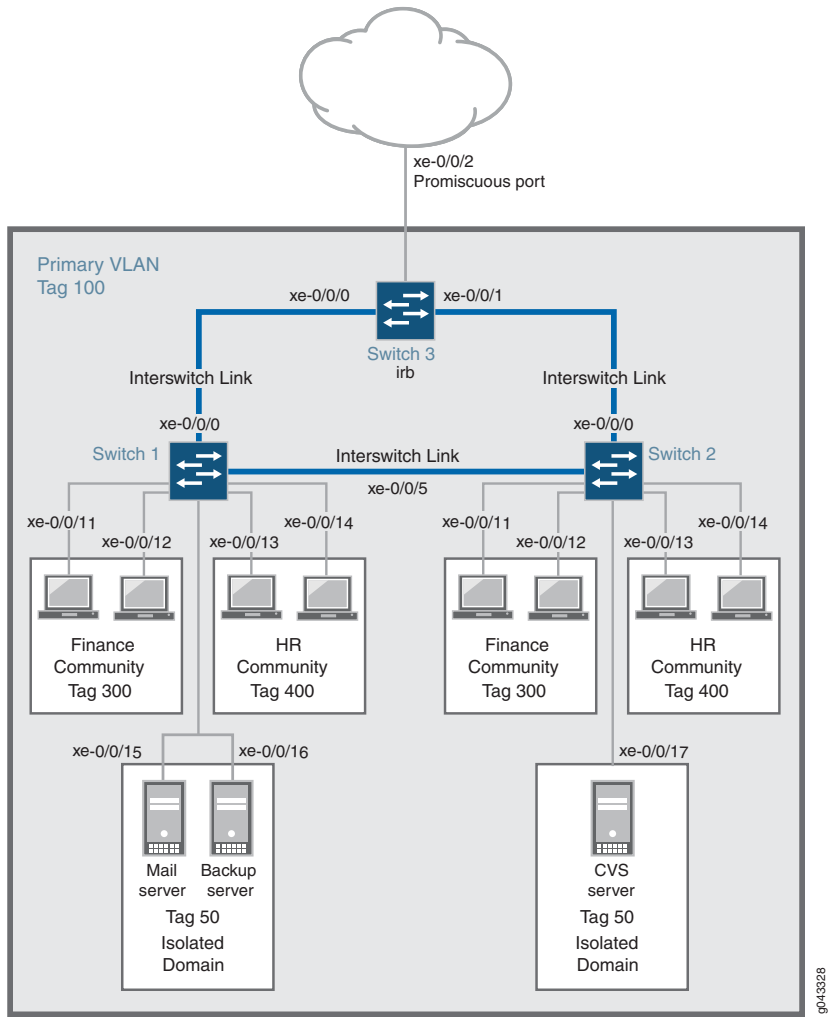 xe-0/0/2
Promiscuous port
Primary VLAN
Tag 100
xe-0/0/0
xe-0/0/1
Switch 3
irb
Interswitch Link
Interswitch Link
xe-0/0/0
xe-0/0/0
Switch 1
Interswitch Link
Switch 2
xe-0/0/5
xe-0/0/11
xe-0/0/12
xe-0/0/13
xe-0/0/14
xe-0/0/11
xe-0/0/12
xe-0/0/13
xe-0/0/14
Finance
Community
Tag 300
HR
Community
Tag 400
Finance
Community
Tag 300
HR
Community
Tag 400
xe-0/0/15
xe-0/0/16
xe-0/0/17
Mail
server
Backup
server
Tag 50
Isolated
Domain
CVS
server
Tag 50
Isolated
Domain
g043328